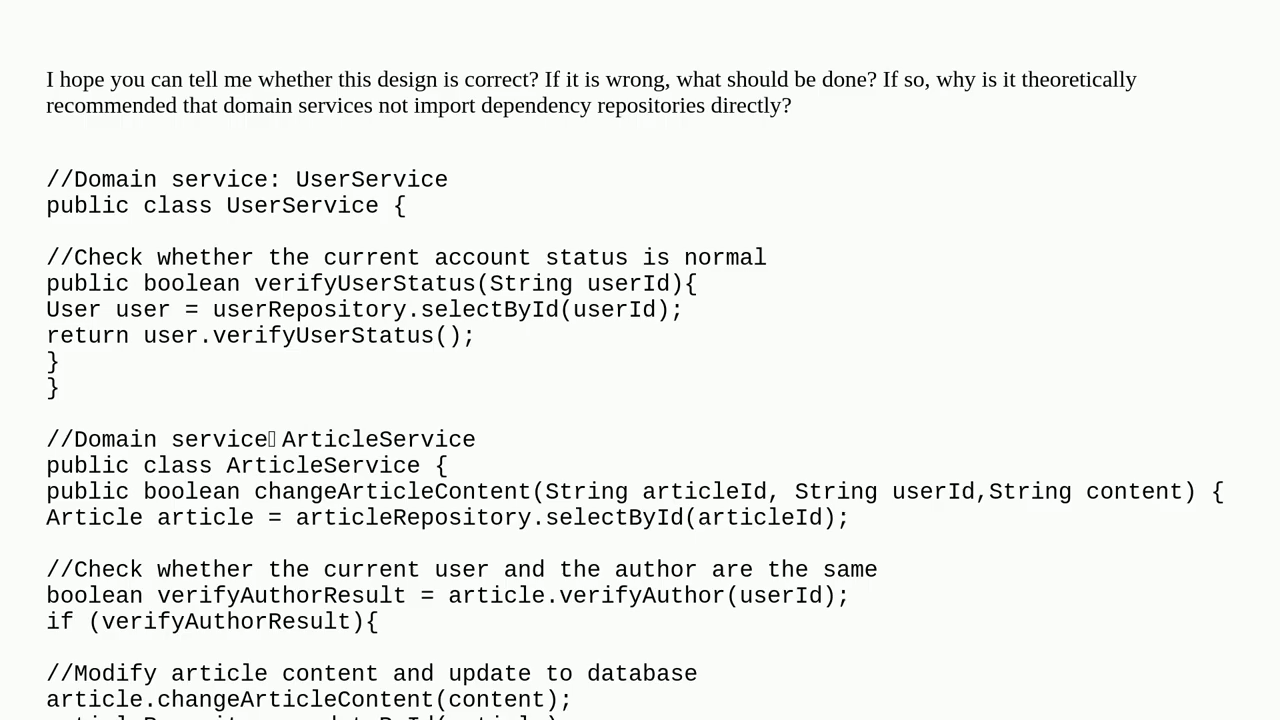 I hope you can tell me whether this design is correct? If it is wrong, what should be done? If so, why is it theoretically
recommended that domain services not import dependency repositories directly?
//Domain service: UserService
public class UserService {
//Check whether the current account status is normal
public boolean verifyUserStatus(String userId){
User user = userRepository.selectById(userId);
return user.verifyUserStatus();
}
}
//Domain service ArticleService
public class ArticleService {
public boolean changeArticleContent(String articleId, String userId,String content) {
Article article = articleRepository.selectById(articleId);
//Check whether the current user and the author are the same
boolean verifyAuthorResult = article.verifyAuthor(userId);
if (verifyAuthorResult){
//Modify article content and update to database
article.changeArticleContent(content);